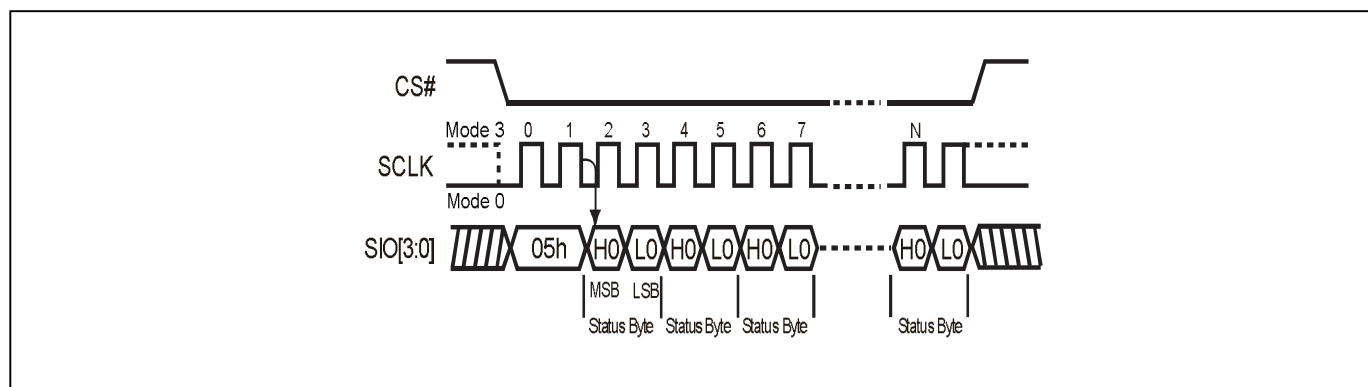 CS#
Mode 3 0 1 2 3 4 5 6 7 N
SCLK
Mode 0
SIO[3:0] 05h H0 L0 H0 L0 H0 L0 H0 L0
MSB LSB
Status Byte Status Byte Status Byte Status Byte